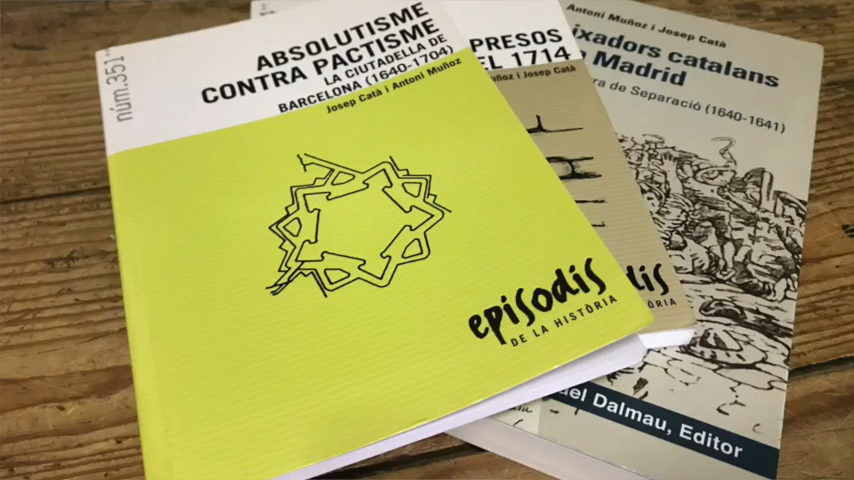 núm.351
ABSOLUTISME
CONTRA PACTISME
LA CIUTADELLA DE
BARCELONA (1640-1704)
Josep Catà i Antoni Muñoz
episodis
DE LA HISTÒRIA
PRESOS
EL 1714
Muñoz i Josep Catà
Antoni Muñoz i Josep Catà
ixadors catalans
Madrid
ra de Separació (1640-1641)
del Dalmau, Editor